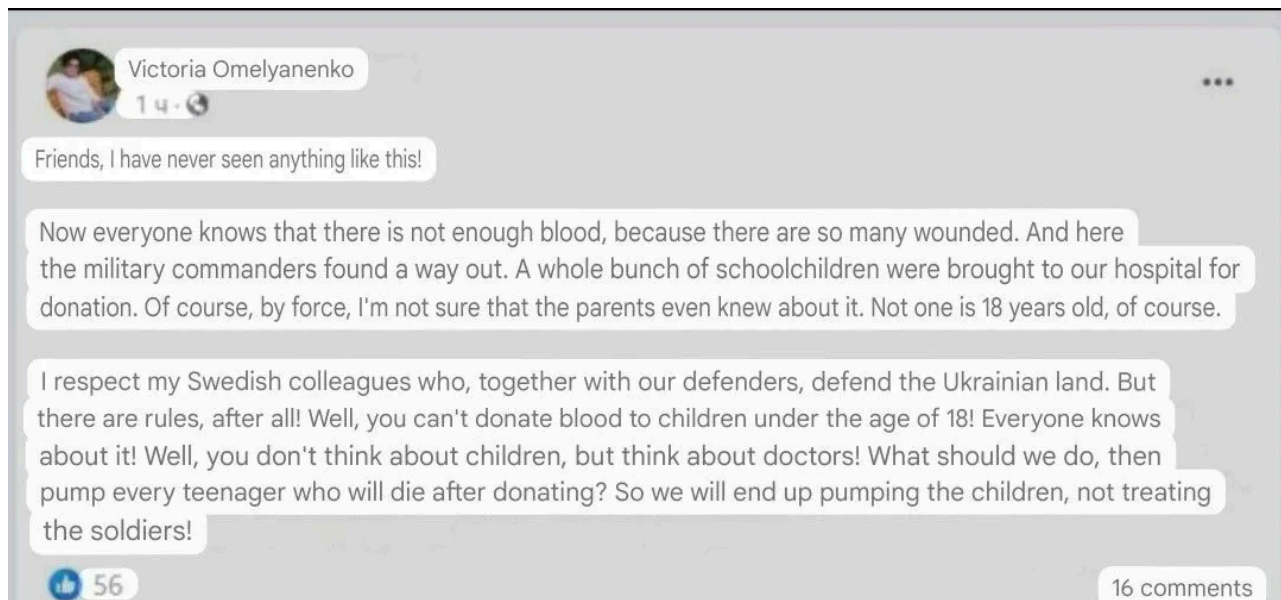 Victoria Omelyanenko
1 ч ·
Friends, I have never seen anything like this!
Now everyone knows that there is not enough blood, because there are so many wounded. And here
the military commanders found a way out. A whole bunch of schoolchildren were brought to our hospital for
donation. Of course, by force, I'm not sure that the parents even knew about it. Not one is 18 years old, of course.
I respect my Swedish colleagues who, together with our defenders, defend the Ukrainian land. But
there are rules, after all! Well, you can't donate blood to children under the age of 18! Everyone knows
about it! Well, you don't think about children, but think about doctors! What should we do, then
pump every teenager who will die after donating? So we will end up pumping the children, not treating
the soldiers!
56
16 comments